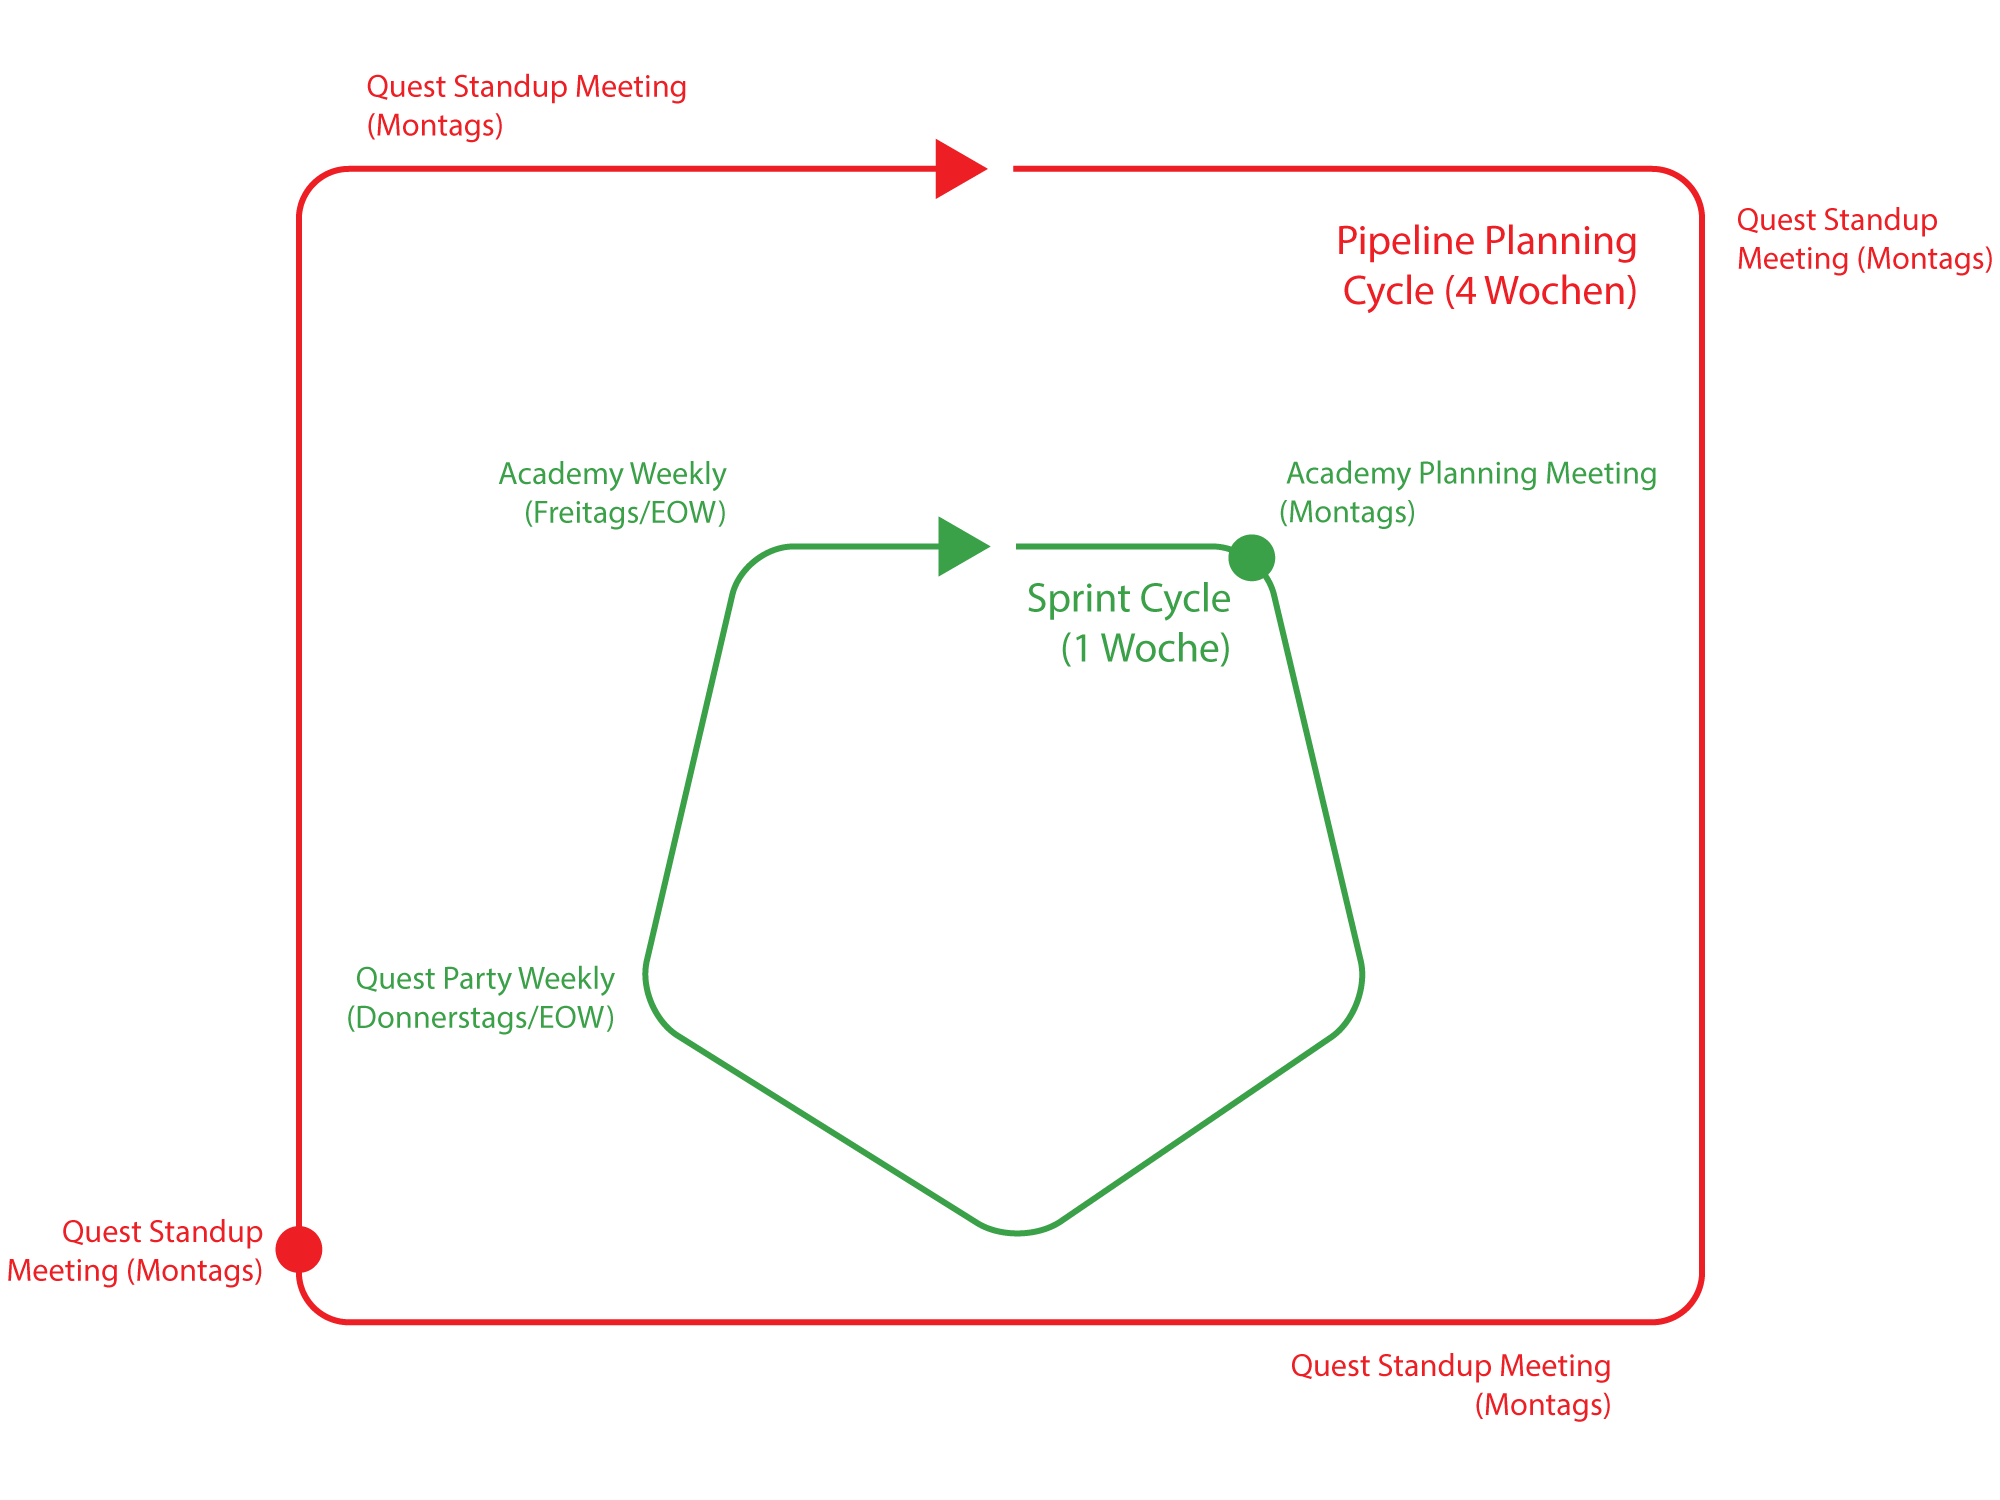 Quest Standup Meeting
(Montags)
Quest Standup
Meeting (Montags)
Pipeline Planning
Cycle (4 Wochen)
Academy Weekly
(Freitags/EOW)
Academy Planning Meeting
(Montags)
Sprint Cycle
(1 Woche)
Quest Party Weekly
(Donnerstags/EOW)
Quest Standup
Meeting (Montags)
Quest Standup Meeting
(Montags)